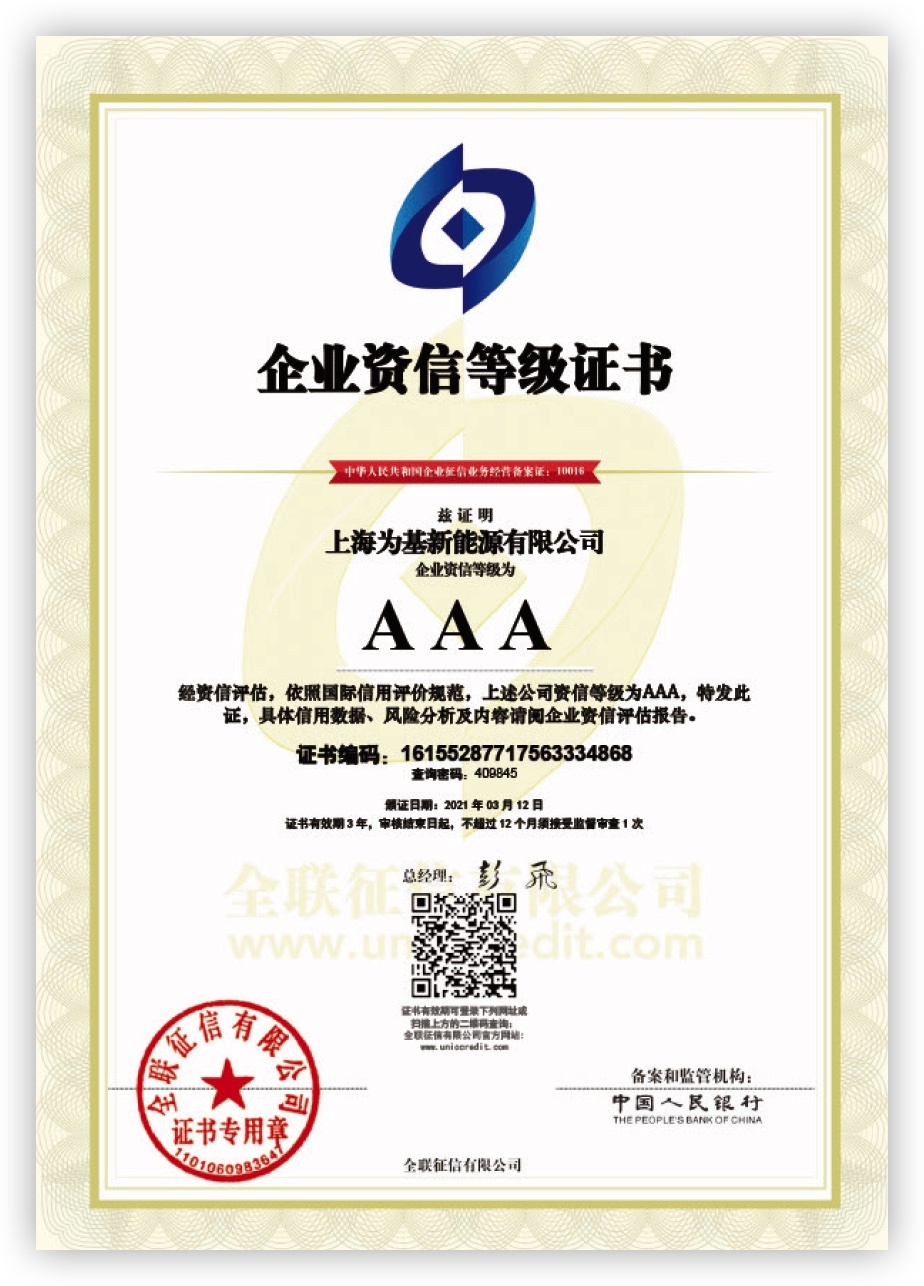 企业资信等级证书
中华人民共和国企业征信业务经营备案证：10016
兹证明
上海为基新能源有限公司
企业资信等级为
AAA
经资信评估，依照国际信用评价规范，上述公司资信等级为AAA，特发此
证，具体信用数据、风险分析及内容请阅企业资信评估报告。
证书编码：16155287717563334868
查询密码：409845
颁证日期：2021年03月12日
证书有效期3年，审核结束日起，不超过12个月须接受监督审查1次
总经理：彭飛
全联征信有限公司
证书有效期可登录下列网址或
扫描上方的二维码查询：
全联征信有限公司官方网站：
www.uniccredit.com
全联征信有限公司
证书专用章
1101060983647
备案和监管机构：
中国人民银行
THE PEOPLE'S BANK OF CHINA
全联征信有限公司